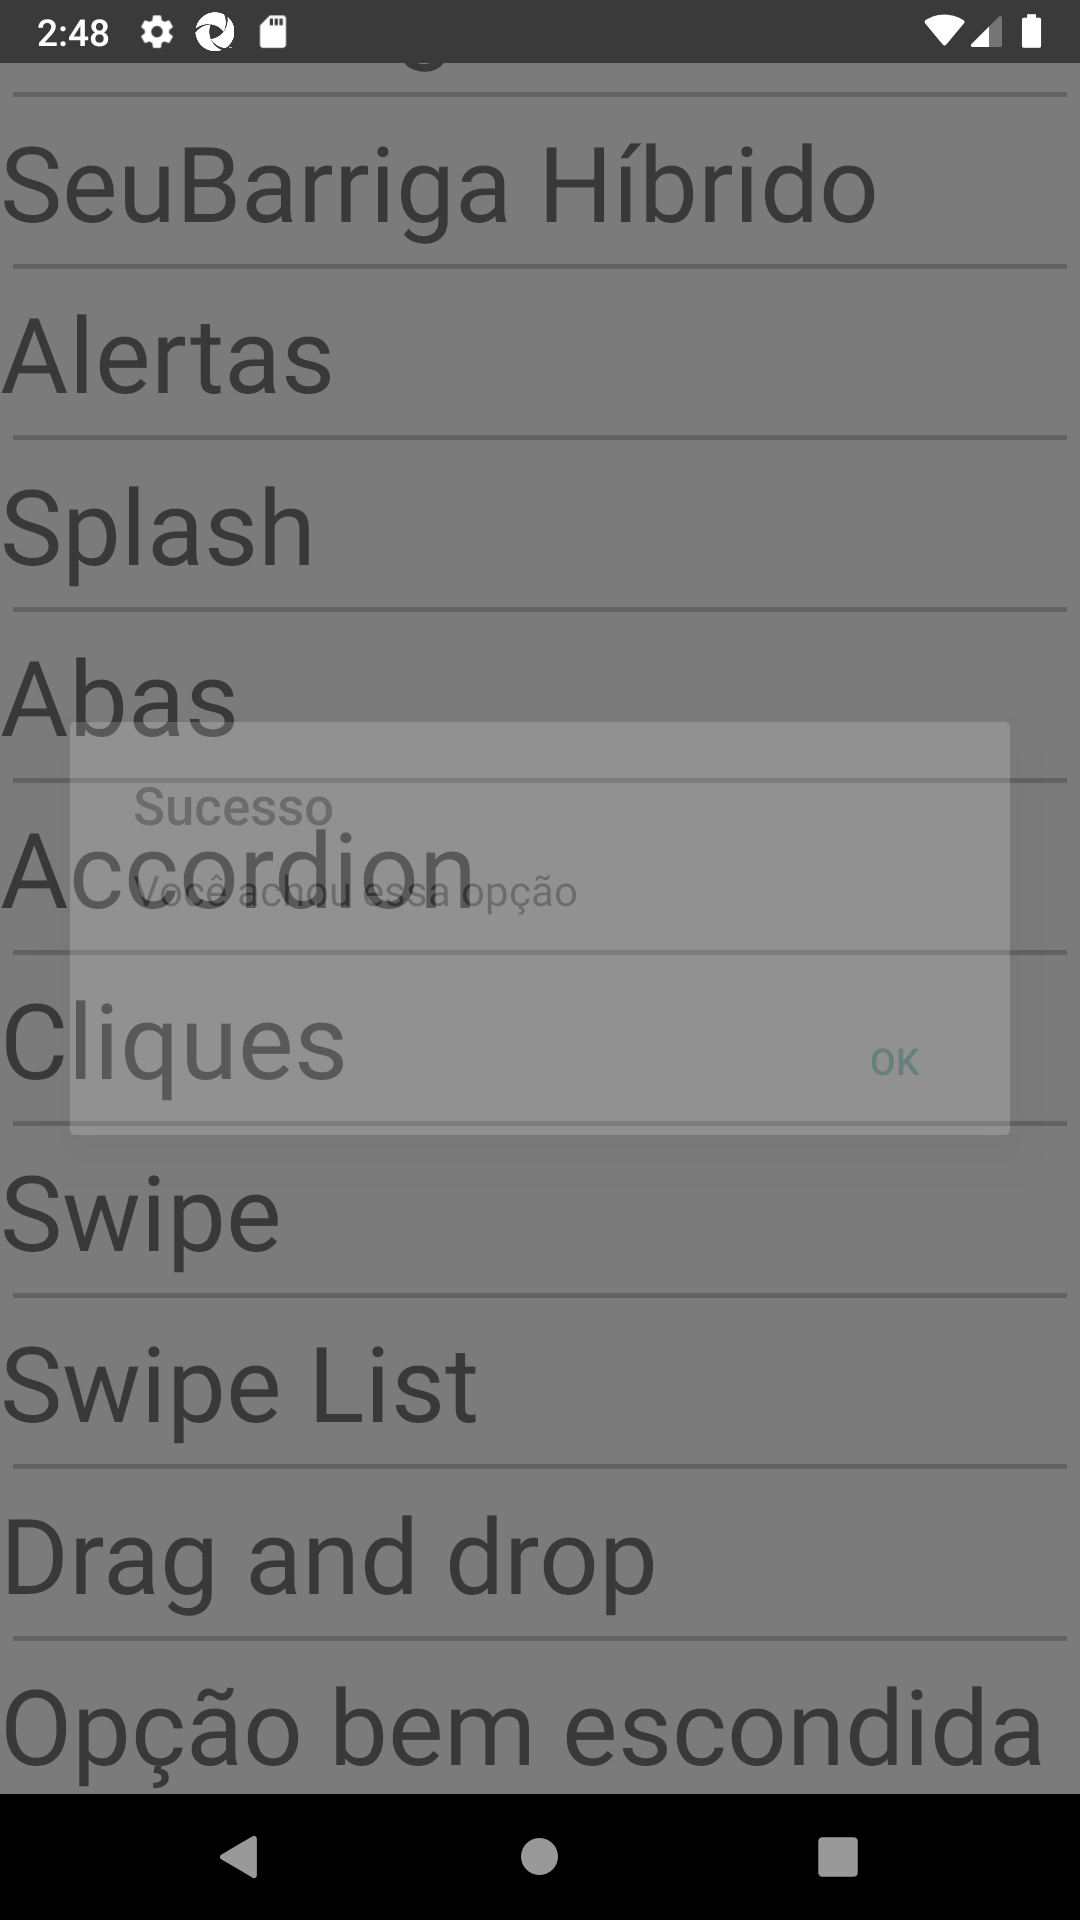 2:48
SeuBarriga Híbrido
Alertas
Splash
Abas
Sucesso
Accordion
Você achou essa opção
Cliques
OK
Swipe
Swipe List
Drag and drop
Opção bem escondida